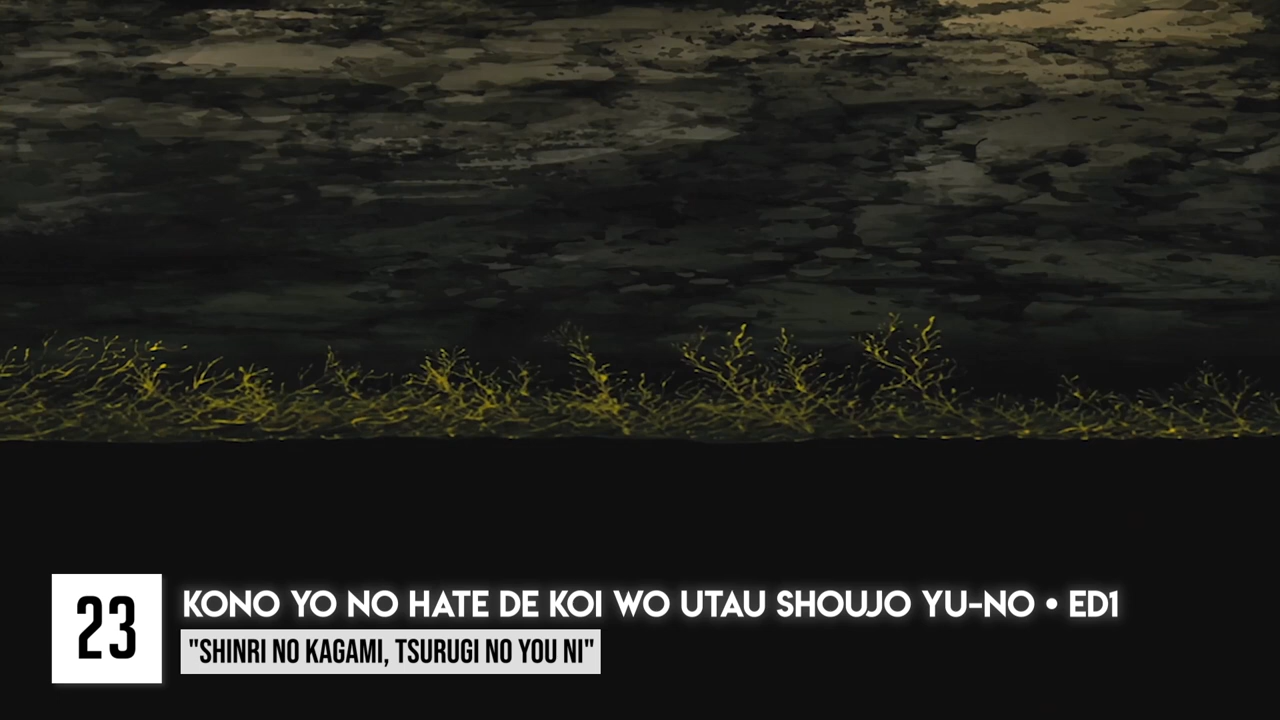 23
KONO YO NO HATE DE KOI WO UTAU SHOUJO YU-NO • ED1
"SHINRI NO KAGAMI, TSURUGI NO YOU NI"